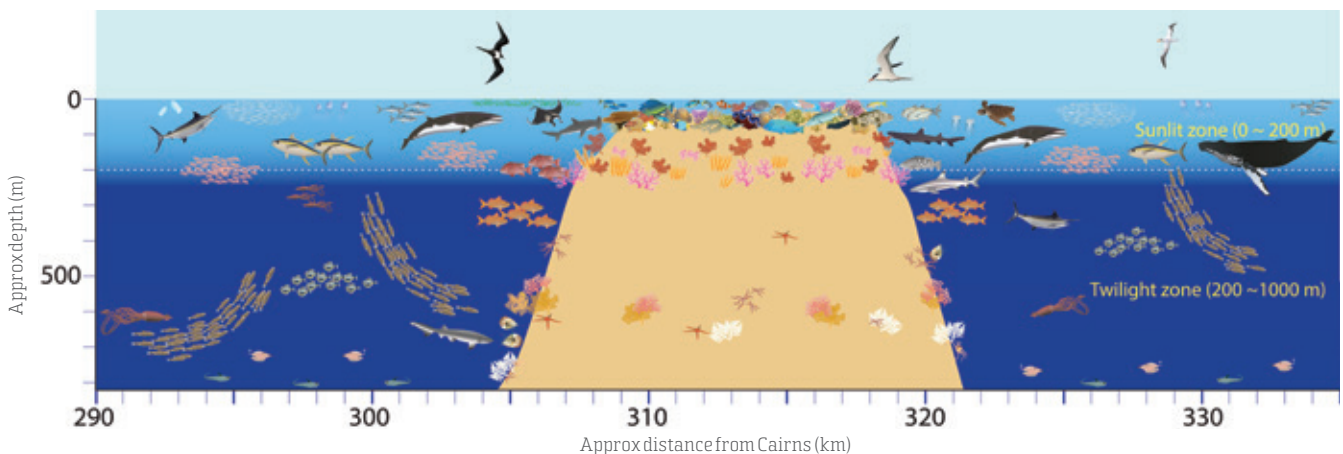 0
Sunlit zone (0 ~ 200 m)
Approx depth (m)
500
Twilight zone (200 ~1000 m)
290 300 310 320 330
Approx distance from Cairns (km)